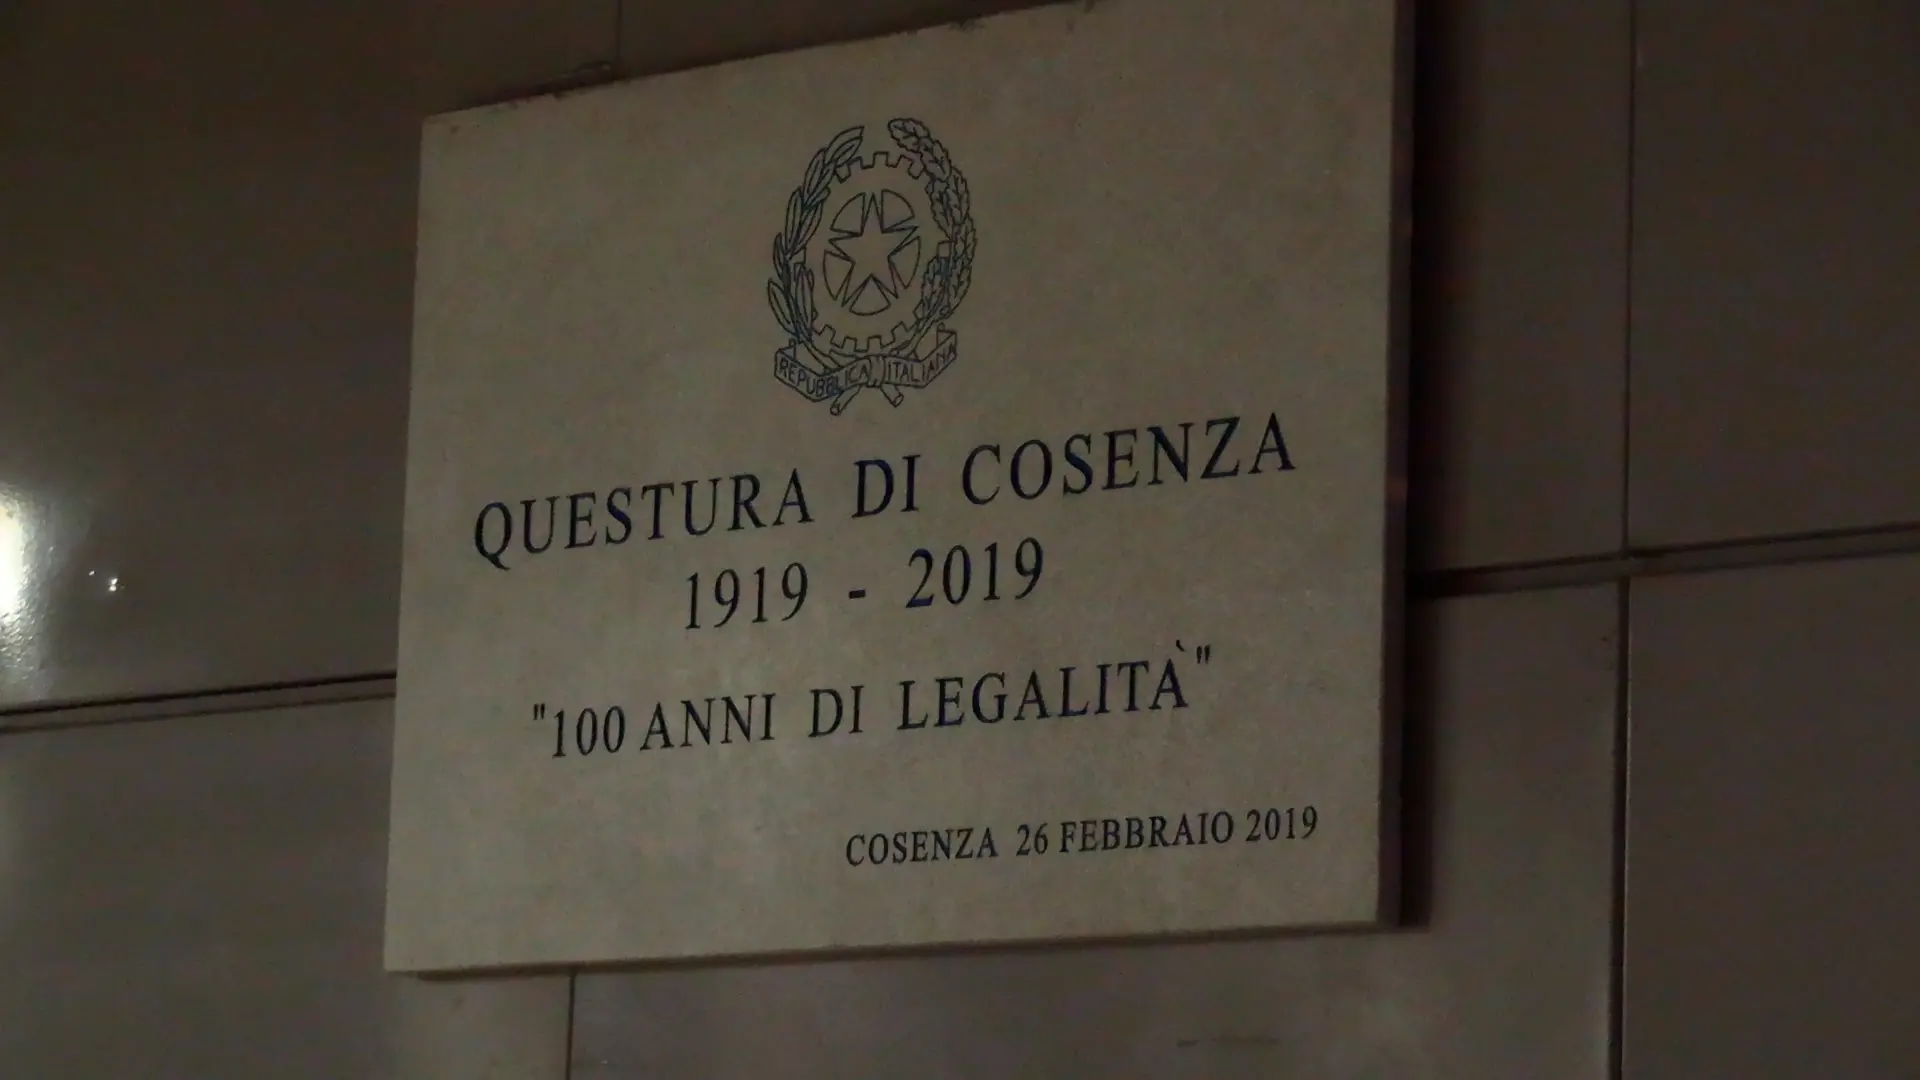 REPUBBLICA ITALIANA
QUESTURA DI COSENZA
1919 - 2019
"100 ANNI DI LEGALITÀ"
COSENZA 26 FEBBRAIO 2019